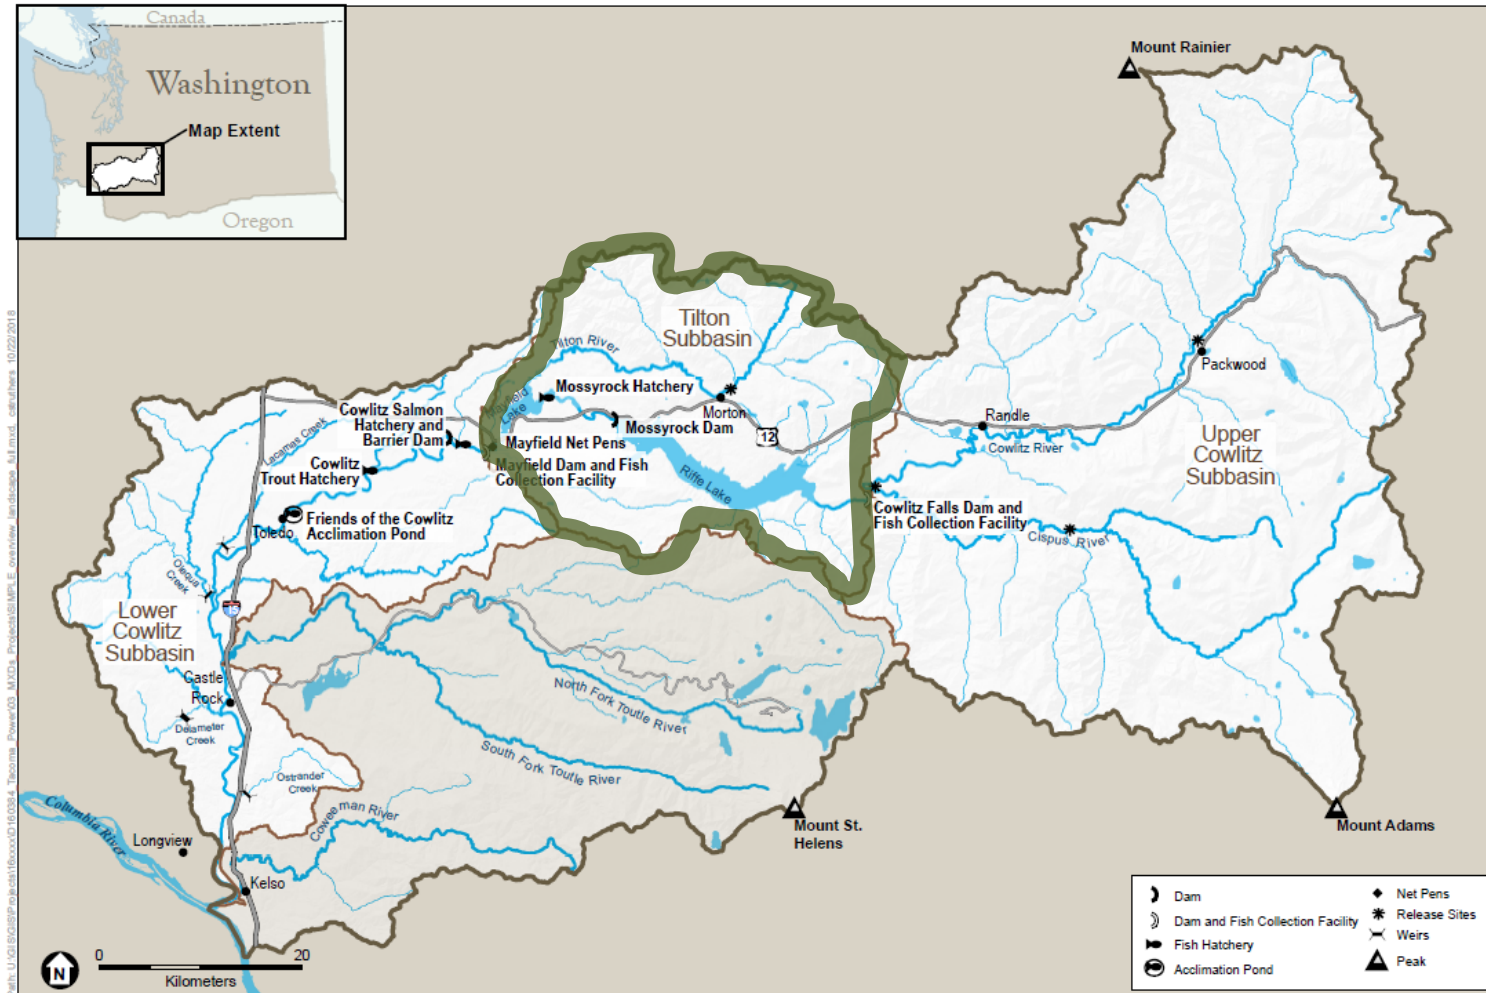 Canada
Washington
Map Extent
Oregon
Mount Rainier
Tilton
Subbasin
Tilton River
Mossyrock Hatchery
Mayfield
Lake
Morton
Mossyrock Dam
12
Packwood
Randle
Cowlitz River
Upper
Cowlitz
Subbasin
Cowlitz Salmon
Hatchery and
Barrier Dam
Lacamas Creek
Mayfield Net Pens
Mayfield Dam and Fish
Collection Facility
Cowlitz
Trout Hatchery
Riffe Lake
Cowlitz Falls Dam and
Fish Collection Facility
Cispus River
Friends of the Cowlitz
Acclimation Pond
Toledo
Olequa
Creek
5
Lower
Cowlitz
Subbasin
Castle
Rock
Delameter
Creek
North Fork Toutle River
South Fork Toutle River
Ostrander
Creek
Coweeman River
Columbia River
Longview
Kelso
Mount St.
Helens
Mount Adams
N
0 20
Kilometers
Dam
Dam and Fish Collection Facility
Fish Hatchery
Acclimation Pond
Net Pens
Release Sites
Weirs
Peak